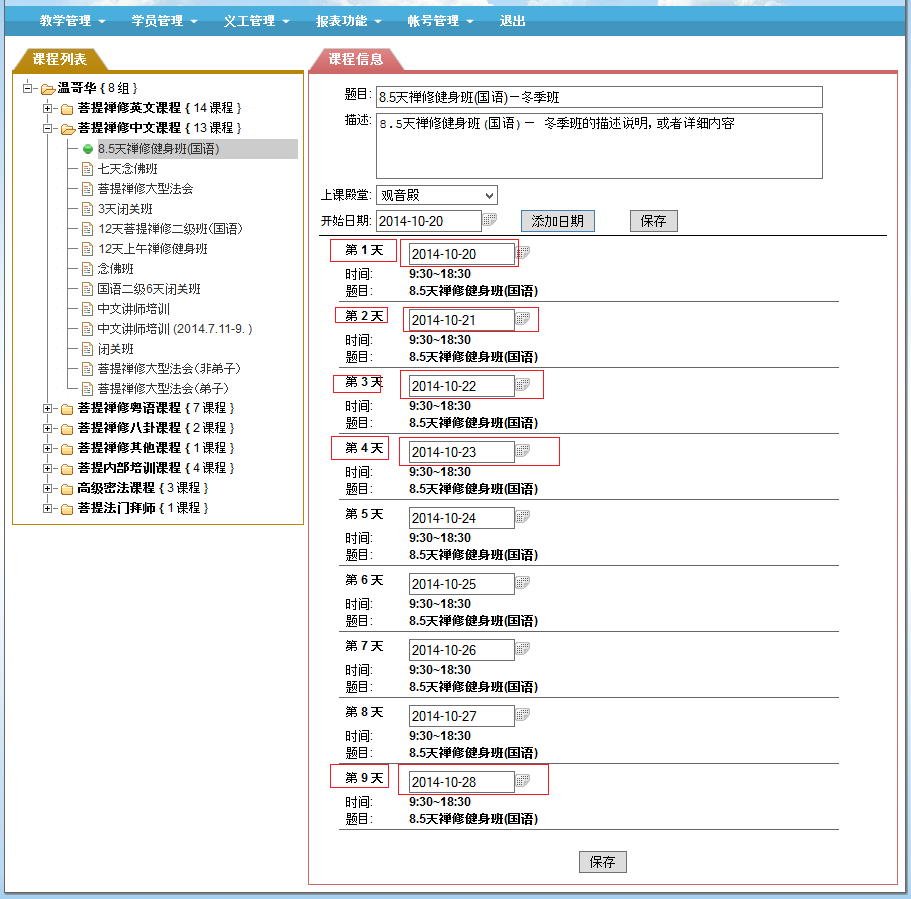 教学管理 学员管理 义工管理 报表功能 帐号管理 退出
课程列表
温哥华 { 8 组 }
菩提禅修英文课程 { 14 课程 }
菩提禅修中文课程 { 13 课程 }
8.5天禅修健身班(国语)
七天念佛班
菩提禅修大型法会
3天闭关班
12天菩提禅修二级班(国语)
12天上午禅修健身班
念佛班
国语二级6天闭关班
中文讲师培训
中文讲师培训 (2014.7.11-9. )
闭关班
菩提禅修大型法会(非弟子)
菩提禅修大型法会(弟子)
菩提禅修粤语课程 { 7 课程 }
菩提禅修八卦课程 { 2 课程 }
菩提禅修其他课程 { 1 课程 }
菩提内部培训课程 { 4 课程 }
高级密法课程 { 3 课程 }
菩提法门拜师 { 1 课程 }
课程信息
题目: 8.5天禅修健身班(国语)－冬季班
描述: 8.5天禅修健身班(国语)－ 冬季班的描述说明, 或者详细内容
上课殿堂: 观音殿
开始日期: 2014-10-20 添加日期 保存
第 1 天 2014-10-20
时间: 9:30~18:30
题目: 8.5天禅修健身班(国语)
第 2 天 2014-10-21
时间: 9:30~18:30
题目: 8.5天禅修健身班(国语)
第 3 天 2014-10-22
时间: 9:30~18:30
题目: 8.5天禅修健身班(国语)
第 4 天 2014-10-23
时间: 9:30~18:30
题目: 8.5天禅修健身班(国语)
第 5 天 2014-10-24
时间: 9:30~18:30
题目: 8.5天禅修健身班(国语)
第 6 天 2014-10-25
时间: 9:30~18:30
题目: 8.5天禅修健身班(国语)
第 7 天 2014-10-26
时间: 9:30~18:30
题目: 8.5天禅修健身班(国语)
第 8 天 2014-10-27
时间: 9:30~18:30
题目: 8.5天禅修健身班(国语)
第 9 天 2014-10-28
时间: 9:30~18:30
题目: 8.5天禅修健身班(国语)
保存